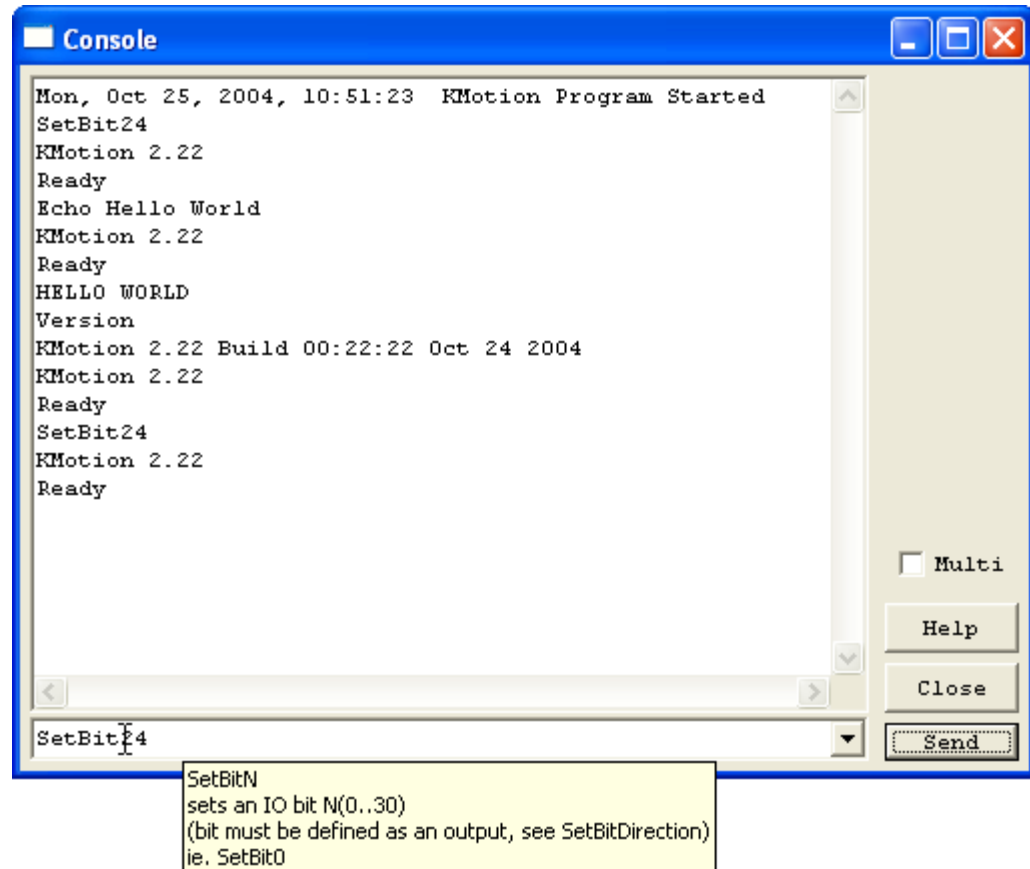 Console
Mon, Oct 25, 2004, 10:51:23  KMotion Program Started
SetBit24
KMotion 2.22
Ready
Echo Hello World
KMotion 2.22
Ready
HELLO WORLD
Version
KMotion 2.22 Build 00:22:22 Oct 24 2004
KMotion 2.22
Ready
SetBit24
KMotion 2.22
Ready
Multi
Help
Close
SetBit24
Send
SetBitN
sets an IO bit N(0..30)
(bit must be defined as an output, see SetBitDirection)
ie. SetBit0